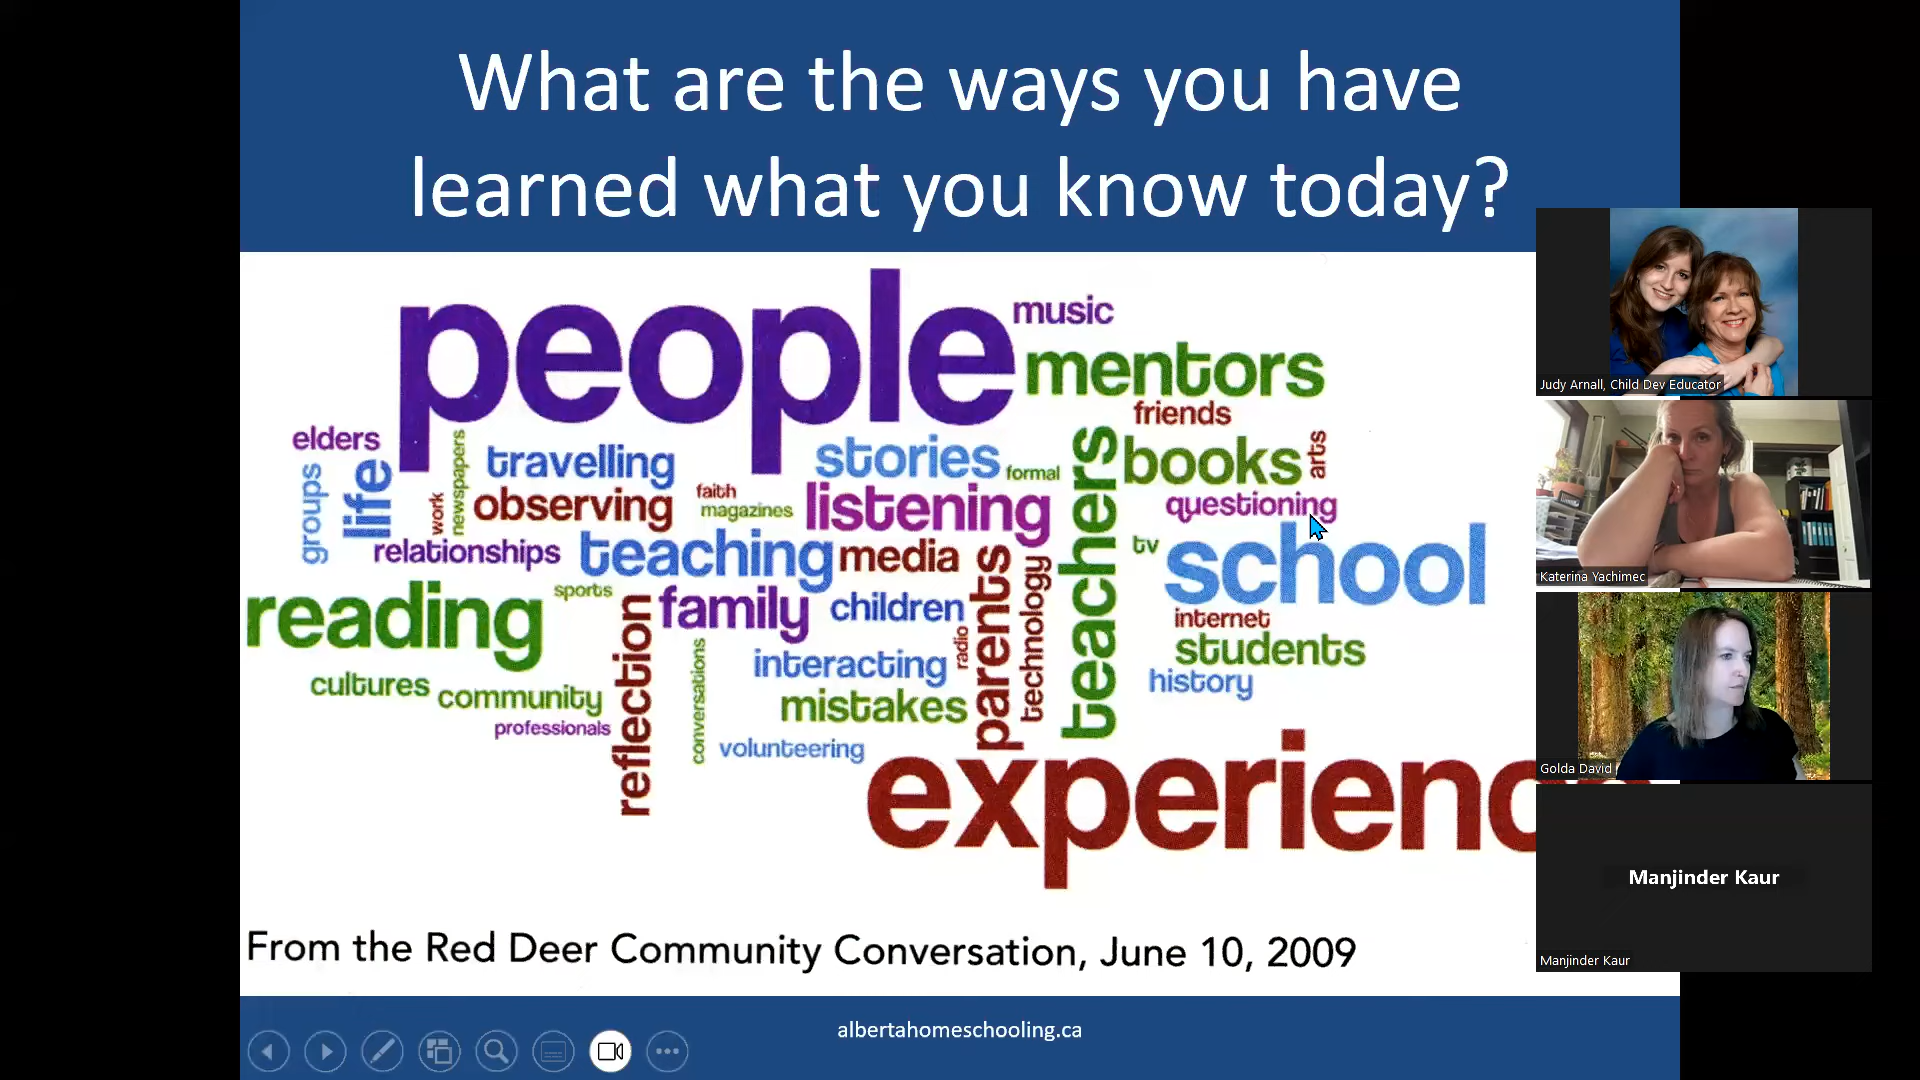 What are the ways you have
learned what you know today?
people
music
mentors
friends
elders
groups
life
work
newspapers
travelling
observing
faith
magazines
stories
formal
listening
teachers
books
arts
questioning
relationships
teaching
media
tv
school
reading
sports
family
children
parents
technology
internet
students
history
reflection
conversations
interacting
radio
mistakes
cultures
community
professionals
volunteering
experienc
From the Red Deer Community Conversation, June 10, 2009
albertahomeschooling.ca
Judy Arnall, Child Dev Educator
Katerina Yachimec
Golda David
Manjinder Kaur
Manjinder Kaur